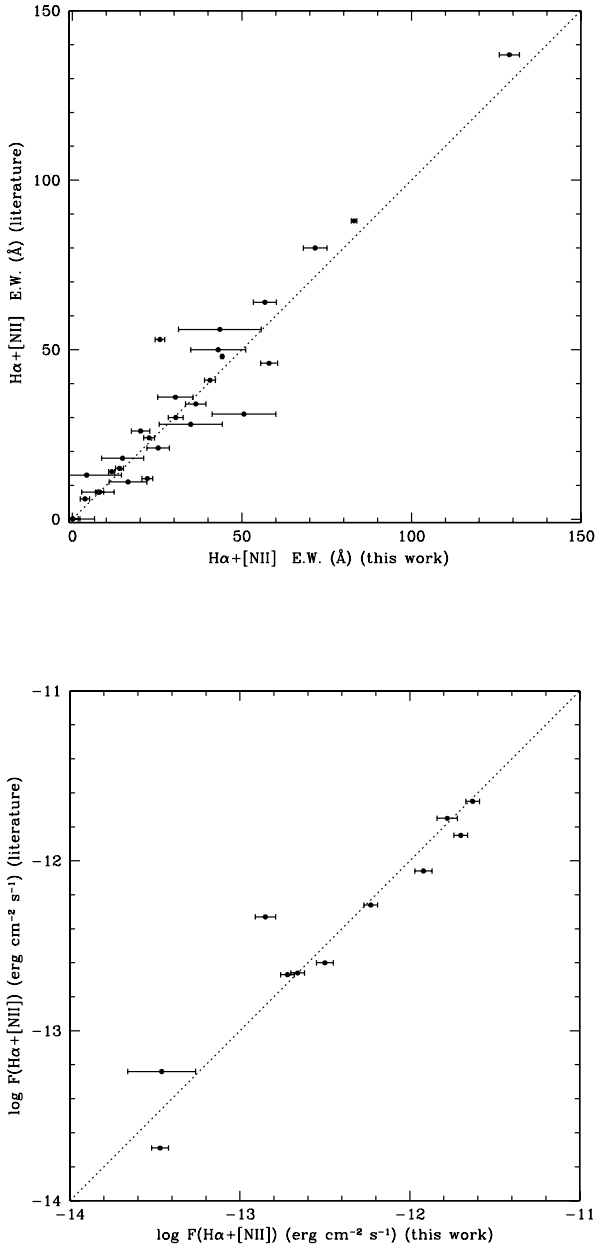 150
100
50
0
0 50 100 150
Hα+[NII] E.W. (Å) (literature)
Hα+[NII] E.W. (Å) (this work)
−11
−12
−13
−14
−14 −13 −12 −11
log F(Hα+[NII]) (erg cm⁻² s⁻¹) (literature)
log F(Hα+[NII]) (erg cm⁻² s⁻¹) (this work)